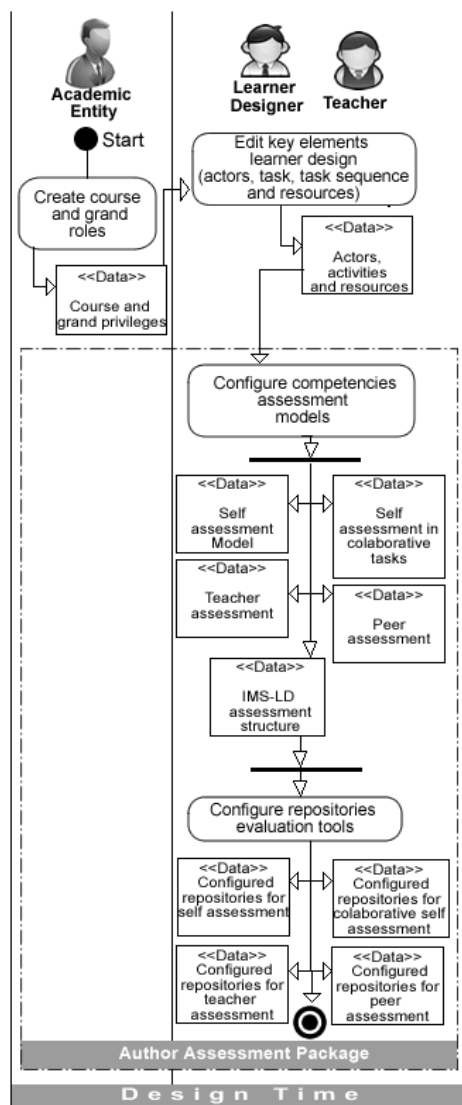 Academic
Entity
Learner
Designer
Teacher
Start
Create course
and grand
roles
<<Data>>
Course and
grand privileges
Edit key elements
learner design
(actors, task, task sequence
and resources)
<<Data>>
Actors,
activities
and resources
Configure competencies
assessment
models
<<Data>>
Self
assessment
Model
<<Data>>
Self
assessment in
colaborative
tasks
<<Data>>
Teacher
assessment
<<Data>>
Peer
assessment
<<Data>>
IMS-LD
assessment
structure
Configure repositories
evaluation tools
<<Data>>
Configured
repositories for
self assessment
<<Data>>
Configured
repositories for
colaborative self
assessment
<<Data>>
Configured
repositories for
teacher
assessment
<<Data>>
Configured
repositories for
peer
assessment
Author Assessment Package
Design Time